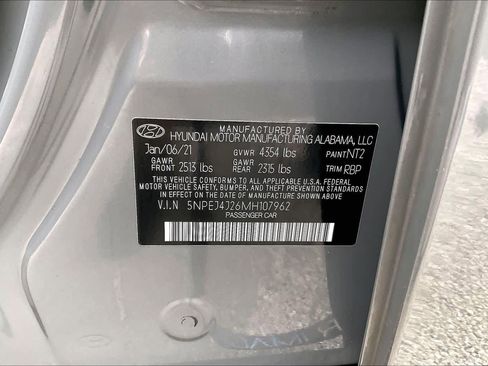 MANUFACTURED BY
HYUNDAI MOTOR MANUFACTURING ALABAMA, LLC
Jan/06/21 GVWR 4354 lbs PAINT NT2
GAWR FRONT 2513 lbs GAWR REAR 2315 lbs TRIM RBP
THIS VEHICLE CONFORMS TO ALL APPLICABLE U.S. FEDERAL
MOTOR VEHICLE SAFETY, BUMPER, AND THEFT PREVENTION STANDARDS
IN EFFECT ON THE DATE OF MANUFACTURE SHOWN ABOVE.
V.I.N 5NPEJ4J26MH107962
PASSENGER CAR